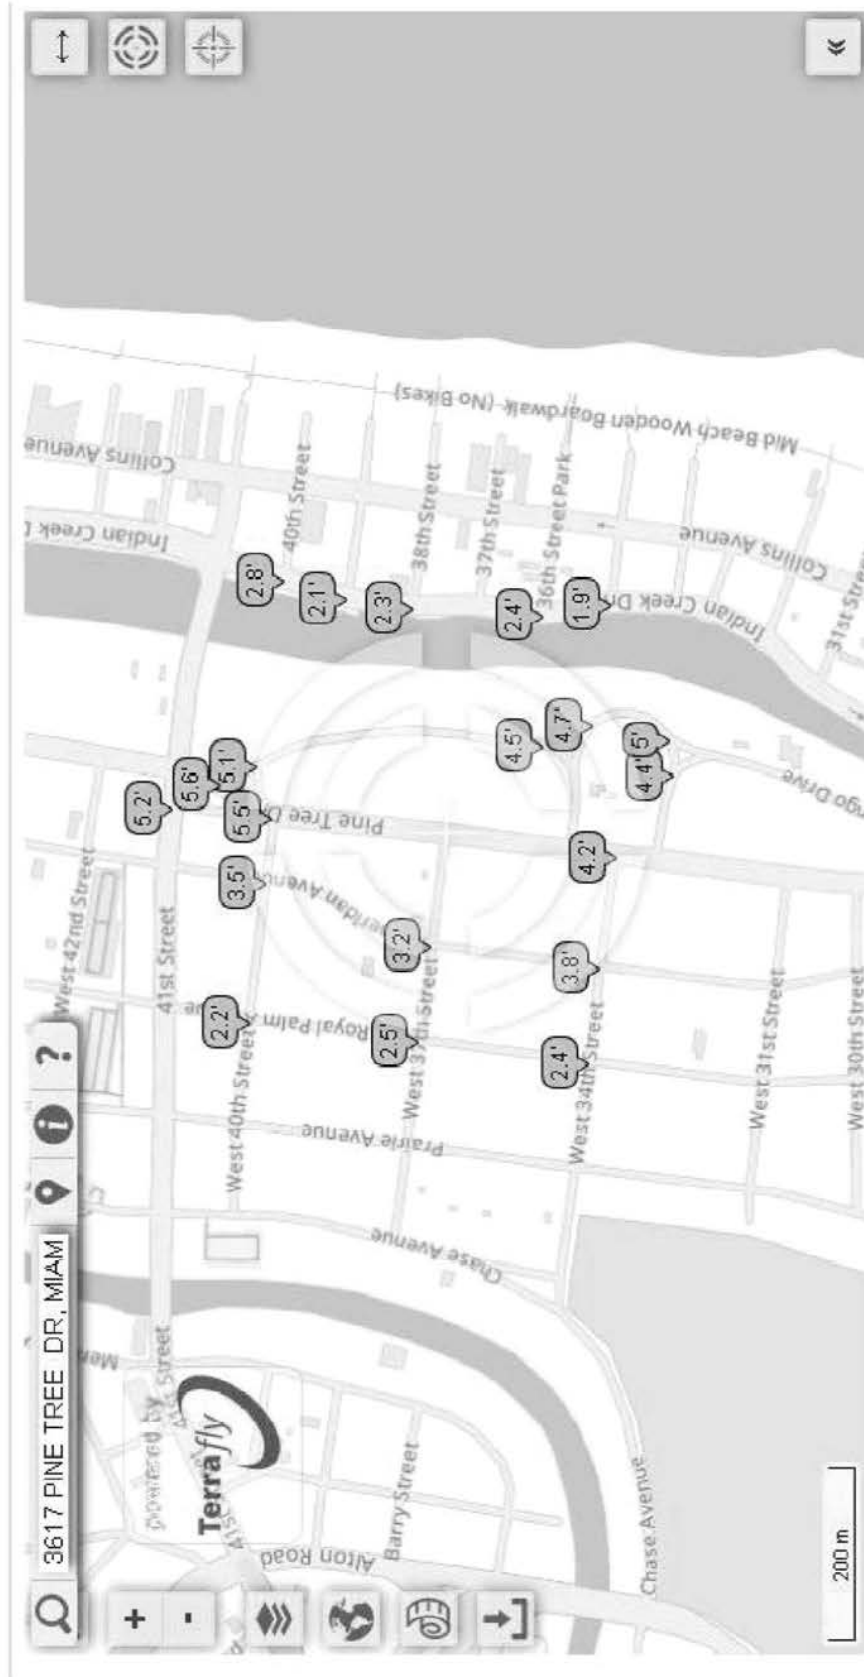 3617 PINE TREE DR, MIAM
?
+
-
powered by
Terrafly
41st Street
West 42nd Street
41st Street
West 40th Street
West 37th Street
West 34th Street
West 31st Street
West 30th Street
Alton Road
Barry Street
Chase Avenue
Chase Avenue
Prairie Avenue
Royal Palm
Pine Tree D
Indian Creek D
Collins Avenue
40th Street
38th Street
37th Street
36th Street Park
31st Street
Indian Creek Dr
Collins Avenue
Mid Beach Wooden Boardwalk (No Bikes)
5.2'
5.6'
5.1'
5.5'
3.5'
2.2'
2.8'
2.1'
2.3'
3.2'
2.5'
2.4'
1.9'
4.5'
4.7'
5'
4.4'
4.2'
3.8'
2.4'
200 m